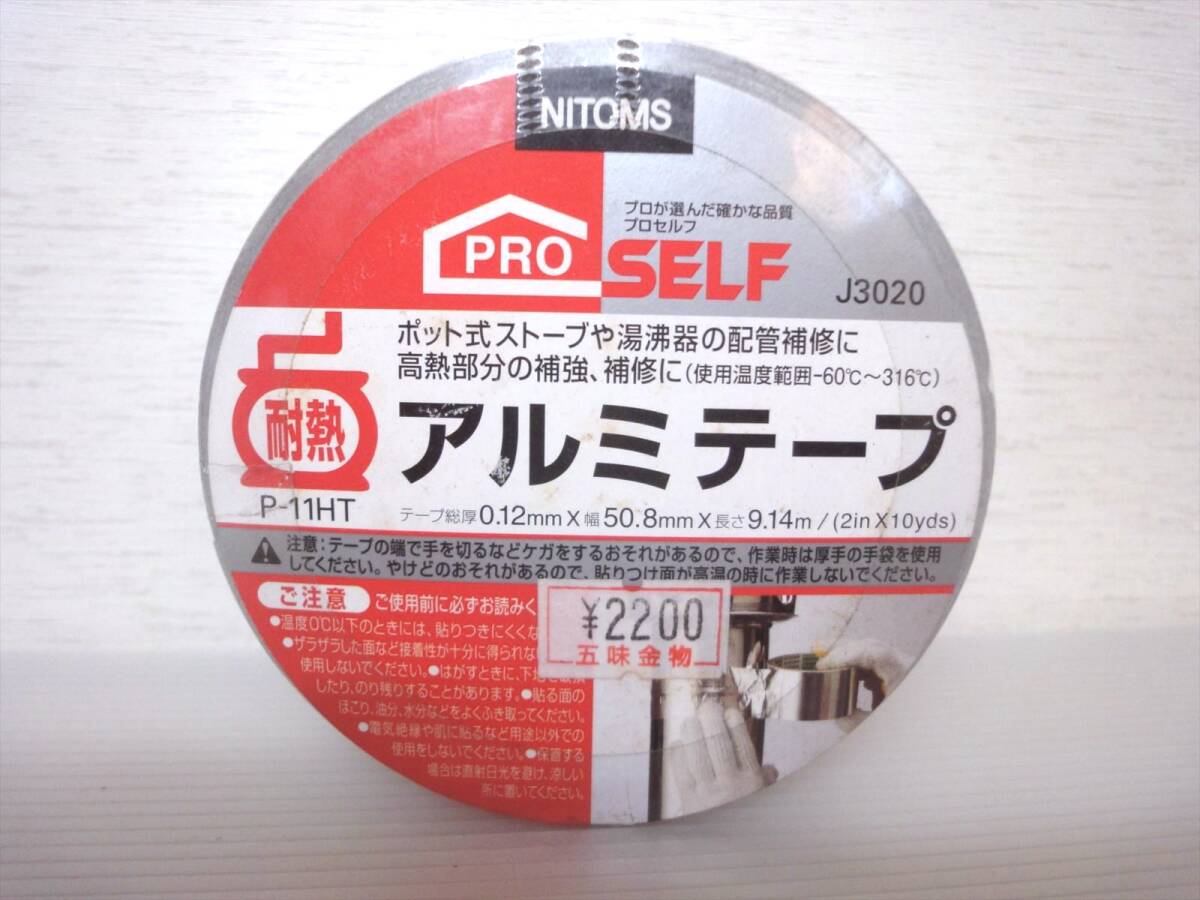 NITOMS
プロが選んだ確かな品質
プロセルフ
PRO SELF
J3020
ポット式ストーブや湯沸器の配管補修に
高熱部分の補強、補修に(使用温度範囲-60℃~316℃)
耐熱
アルミテープ
P-11HT
テープ総厚0.12mm×幅50.8mm×長さ9.14m/(2in×10yds)
注意:テープの端で手を切るなどケガをするおそれがあるので、作業時は厚手の手袋を使用
してください。やけどのおそれがあるので、貼りつけ面が高温の時に作業しないでください。
ご注意 ご使用前に必ずお読みく
●温度0℃以下のときには、貼りつきにくくな
●ザラザラした面など接着性が十分に得られな
使用しないでください。●はがすときに、下地を破損
したり、のり残りすることがあります。●貼る面の
ほこり、油分、水分などをよくふき取ってください。
●電気絶縁や肌に貼るなど用途以外での
使用をしないでください。●保管する
場合は直射日光を避け、涼しい
所に置いてください。
¥2200
五味金物